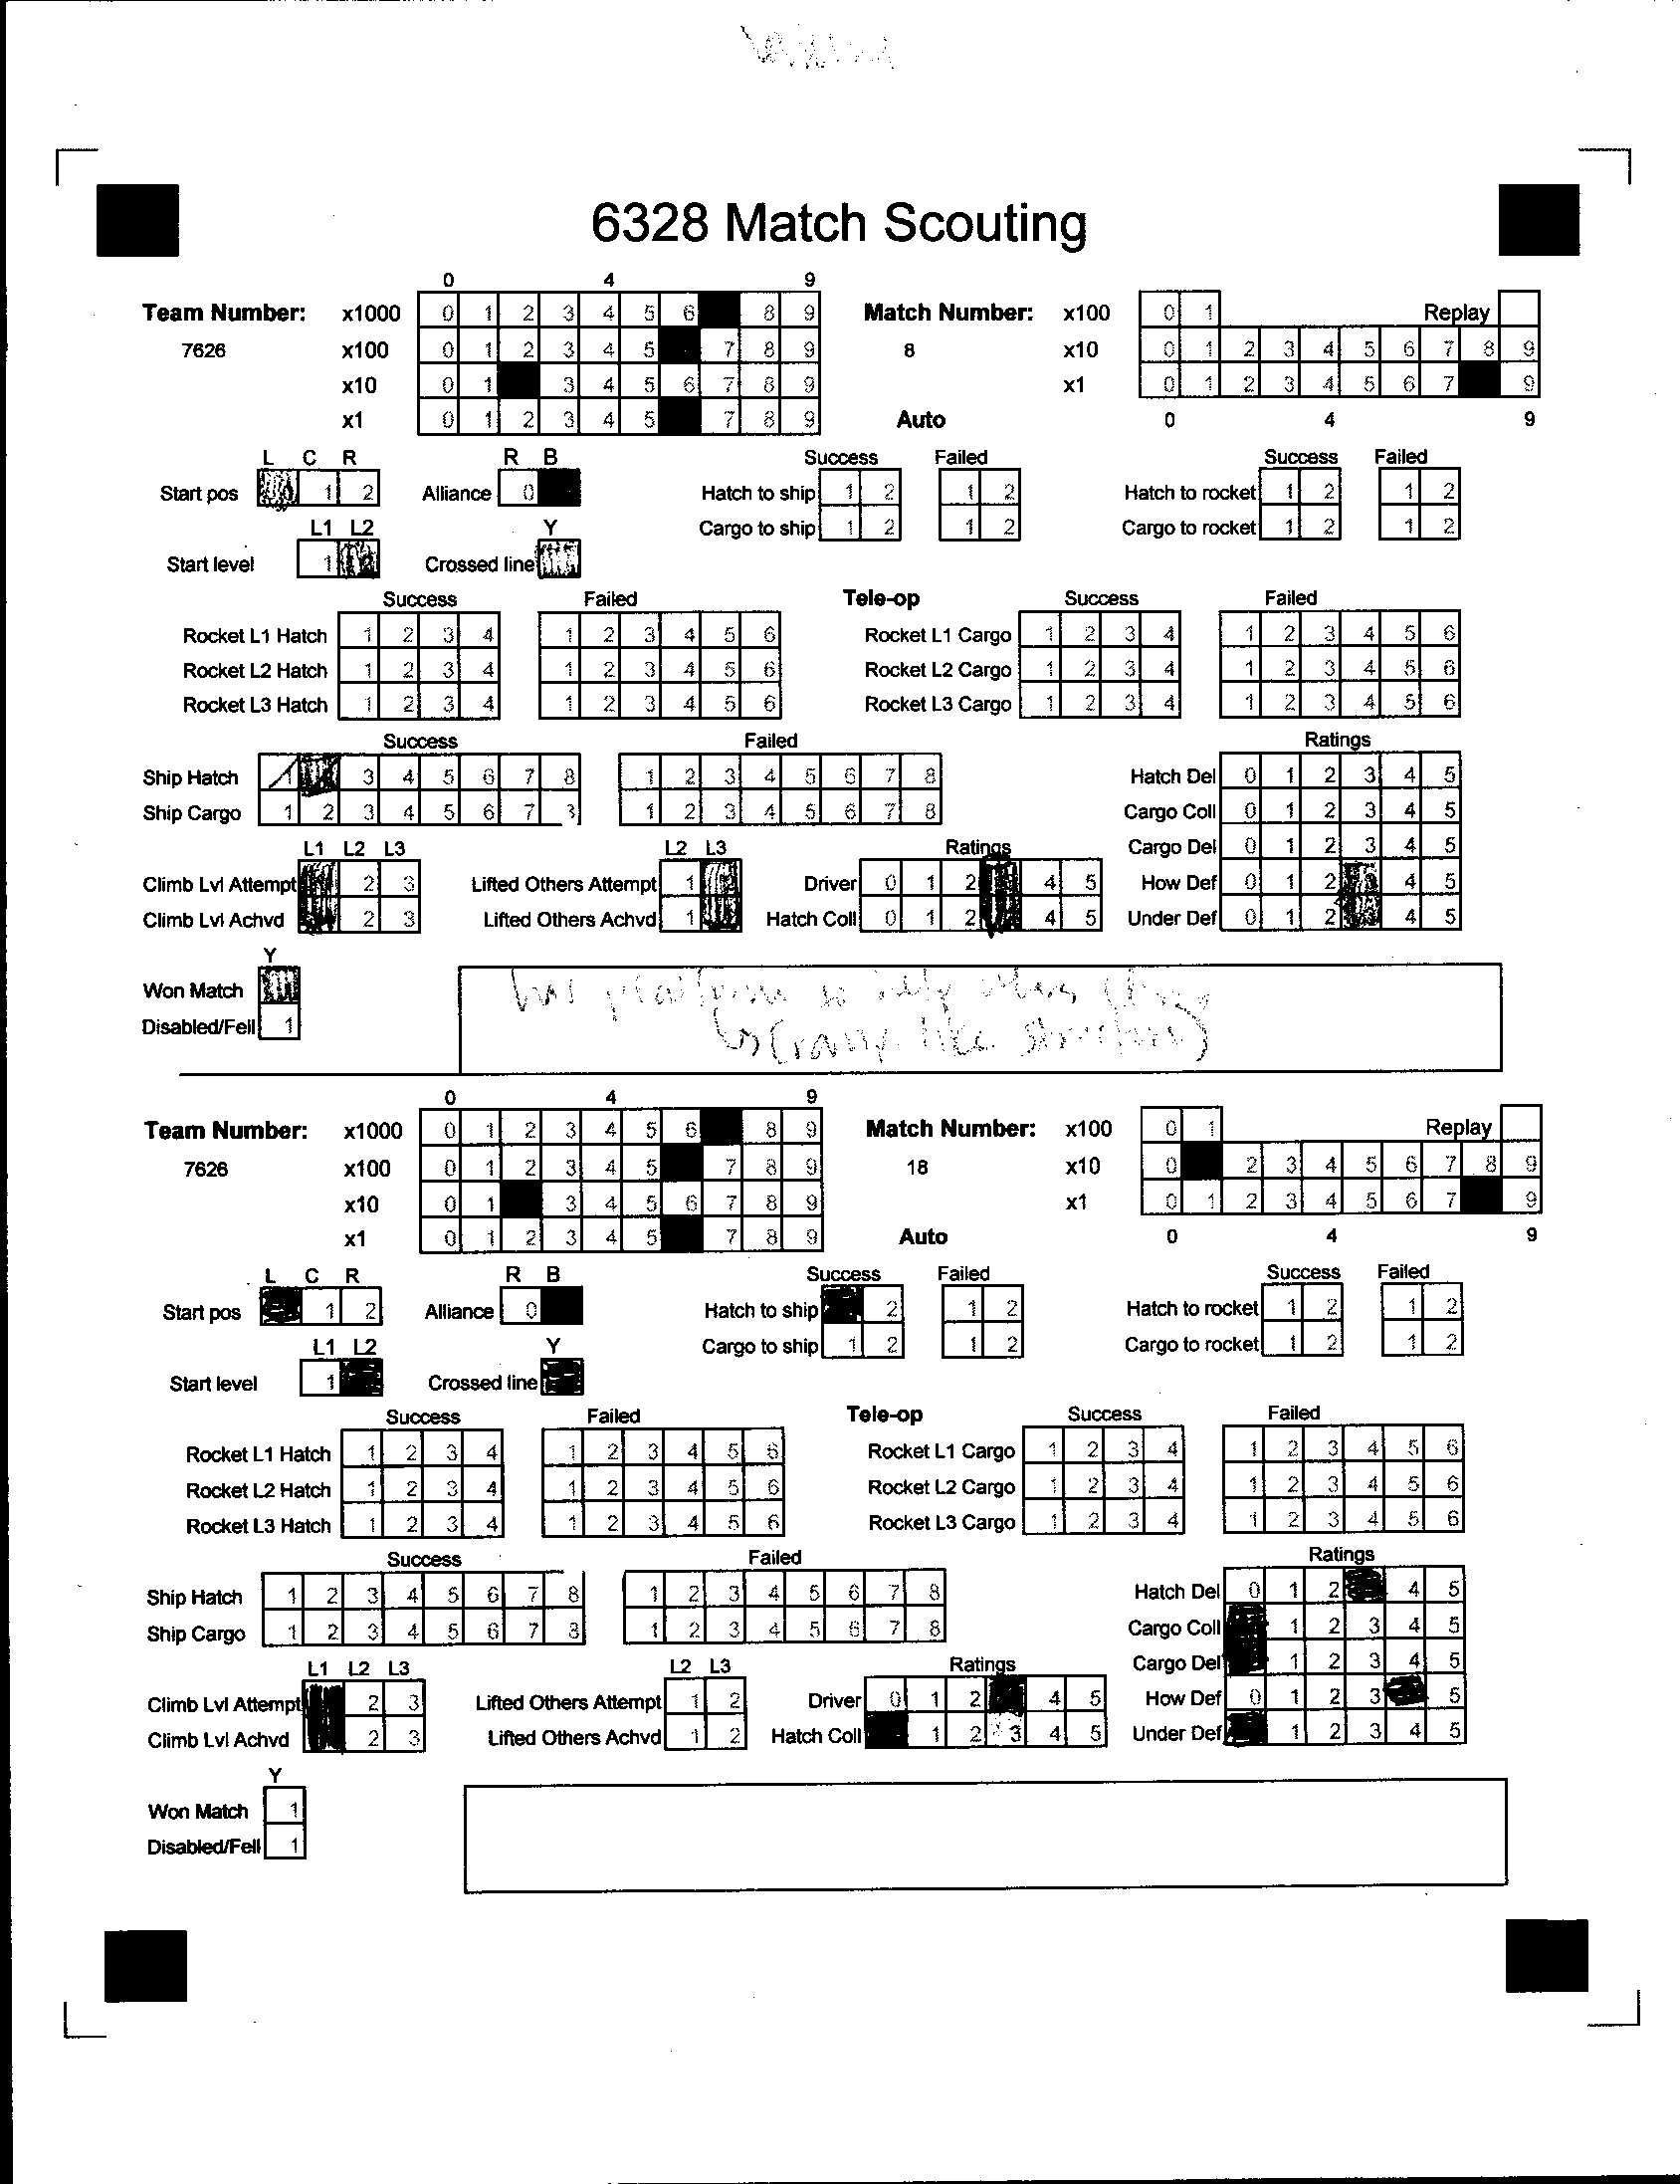 6328 Match Scouting
0 4 9
Team Number: x1000 0 1 2 3 4 5 6 8 9 Match Number: x100 0 1 Replay
7626 x100 0 1 2 3 4 5 7 8 9 8 x10 0 1 2 3 4 5 6 7 8 9
x10 0 1 3 4 5 6 7 8 9 x1 0 1 2 3 4 5 6 7 9
x1 0 1 2 3 4 5 7 8 9 Auto 0 4 9
L C R R B Success Failed Success Failed
Start pos 1 2 Alliance 0 Hatch to ship 1 2 1 2 Hatch to rocket 1 2 1 2
L1 L2 Y Cargo to ship 1 2 1 2 Cargo to rocket 1 2 1 2
Start level 1 Crossed line
Success Failed Tele-op Success Failed
Rocket L1 Hatch 1 2 3 4 1 2 3 4 5 6 Rocket L1 Cargo 1 2 3 4 1 2 3 4 5 6
Rocket L2 Hatch 1 2 3 4 1 2 3 4 5 6 Rocket L2 Cargo 1 2 3 4 1 2 3 4 5 6
Rocket L3 Hatch 1 2 3 4 1 2 3 4 5 6 Rocket L3 Cargo 1 2 3 4 1 2 3 4 5 6
Success Failed Ratings
Ship Hatch 1 3 4 5 6 7 8 1 2 3 4 5 6 7 8 Hatch Del 0 1 2 3 4 5
Ship Cargo 1 2 3 4 5 6 7 8 1 2 3 4 5 6 7 8 Cargo Coll 0 1 2 3 4 5
L1 L2 L3 L2 L3 Ratings Cargo Del 0 1 2 3 4 5
Climb Lvl Attempt 2 3 Lifted Others Attempt 1 Driver 0 1 2 4 5 How Def 0 1 2 4 5
Climb Lvl Achvd 2 3 Lifted Others Achvd 1 Hatch Coll 0 1 2 4 5 Under Def 0 1 2 4 5
Y
Won Match
Disabled/Fell 1
has platform to help others climb
(ramp like structure)
0 4 9
Team Number: x1000 0 1 2 3 4 5 6 8 9 Match Number: x100 0 1 Replay
7626 x100 0 1 2 3 4 5 7 8 9 18 x10 0 2 3 4 5 6 7 8 9
x10 0 1 3 4 5 6 7 8 9 x1 0 1 2 3 4 5 6 7 9
x1 0 1 2 3 4 5 7 8 9 Auto 0 4 9
L C R R B Success Failed Success Failed
Start pos 1 2 Alliance 0 Hatch to ship 2 1 2 Hatch to rocket 1 2 1 2
L1 L2 Y Cargo to ship 1 2 1 2 Cargo to rocket 1 2 1 2
Start level 1 Crossed line
Success Failed Tele-op Success Failed
Rocket L1 Hatch 1 2 3 4 1 2 3 4 5 6 Rocket L1 Cargo 1 2 3 4 1 2 3 4 5 6
Rocket L2 Hatch 1 2 3 4 1 2 3 4 5 6 Rocket L2 Cargo 1 2 3 4 1 2 3 4 5 6
Rocket L3 Hatch 1 2 3 4 1 2 3 4 5 6 Rocket L3 Cargo 1 2 3 4 1 2 3 4 5 6
Success Failed Ratings
Ship Hatch 1 2 3 4 5 6 7 8 1 2 3 4 5 6 7 8 Hatch Del 0 1 2 4 5
Ship Cargo 1 2 3 4 5 6 7 8 1 2 3 4 5 6 7 8 Cargo Coll 1 2 3 4 5
L1 L2 L3 L2 L3 Ratings Cargo Del 1 2 3 4 5
Climb Lvl Attempt 2 3 Lifted Others Attempt 1 2 Driver 0 1 2 4 5 How Def 0 1 2 3 5
Climb Lvl Achvd 2 3 Lifted Others Achvd 1 2 Hatch Coll 1 2 3 4 5 Under Def 1 2 3 4 5
Y
Won Match 1
Disabled/Fell 1